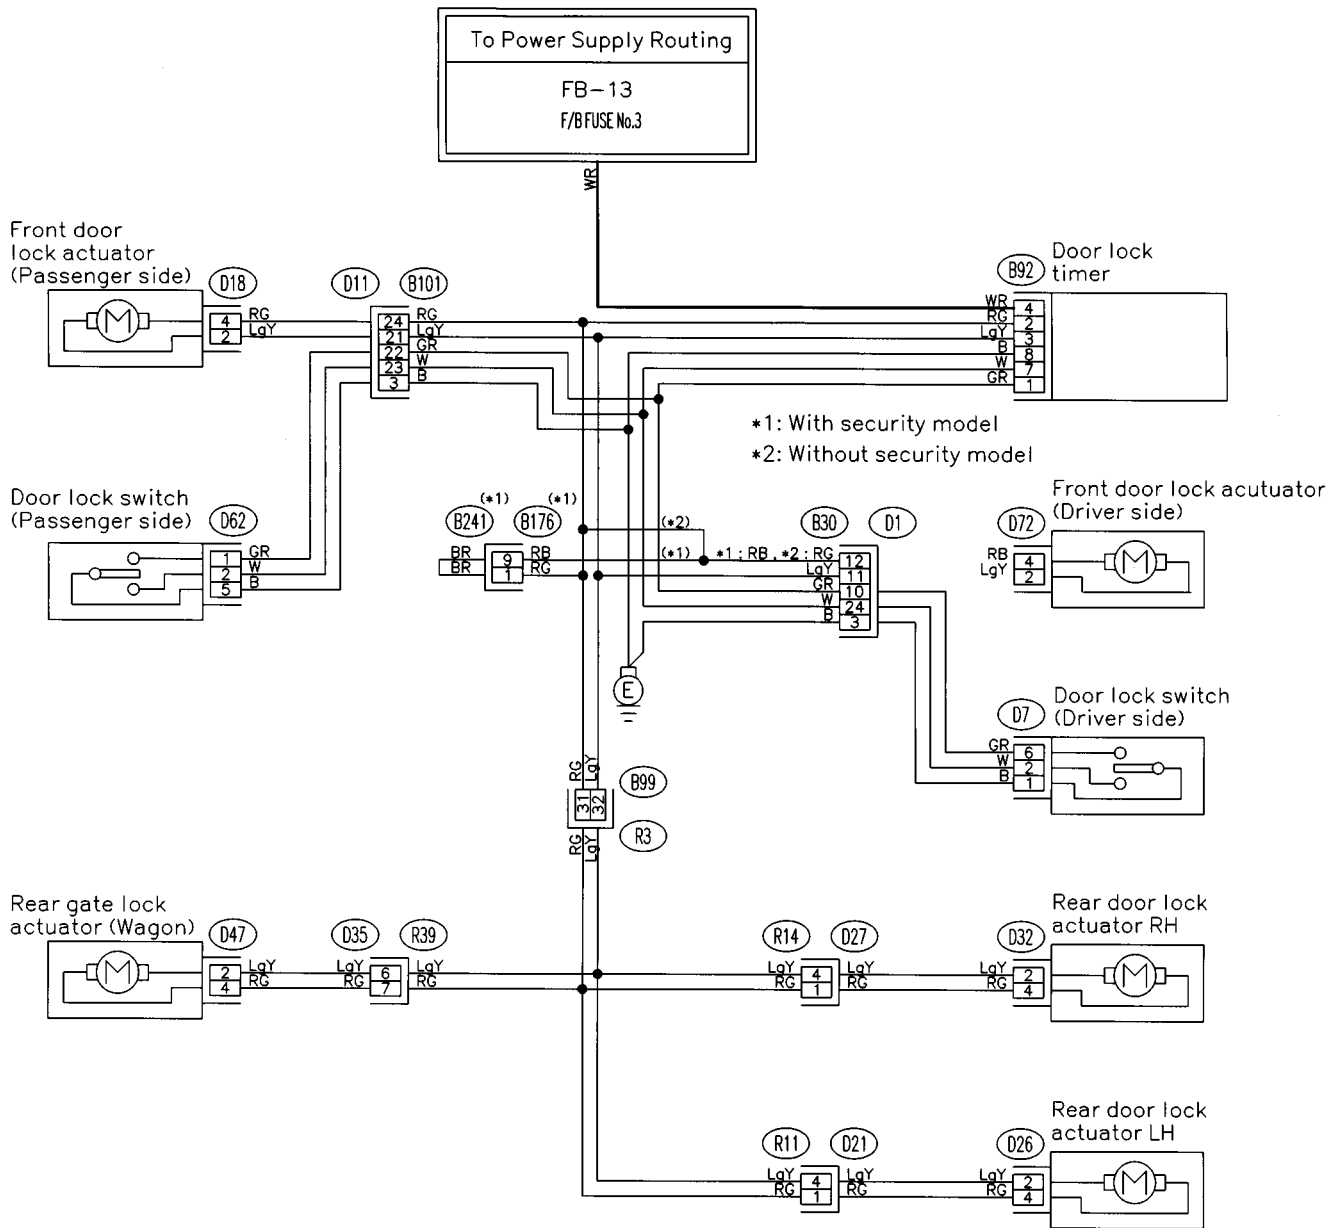 To Power Supply Routing
FB-13
F/B FUSE No.3
WR
Front door
lock actuator
(Passenger side)
D18
D11
B101
B92
Door lock
timer
4
2
RG
LgY
24
21
22
23
3
RG
LgY
GR
W
B
WR
RG
LgY
B
W
GR
4
2
3
8
7
1
*1: With security model
*2: Without security model
Door lock switch
(Passenger side)
D62
1
2
5
GR
W
B
(*1)
(*1)
B241
B176
BR
BR
9
1
RB
RG
(*2)
(*1)
*1 : RB , *2 : RG
LgY
GR
W
B
B30
D1
12
11
10
24
3
Front door lock acutuator
(Driver side)
D72
RB
LgY
4
2
E
Door lock switch
(Driver side)
D7
GR
W
B
6
2
1
RG
LgY
31
32
B99
R3
RG
LgY
Rear gate lock
actuator (Wagon)
D47
D35
R39
2
4
LgY
RG
LgY
RG
6
7
LgY
RG
R14
D27
D32
Rear door lock
actuator RH
LgY
RG
4
1
LgY
RG
LgY
RG
2
4
R11
D21
D26
Rear door lock
actuator LH
LgY
RG
4
1
LgY
RG
LgY
RG
2
4
M
M
M
M
M